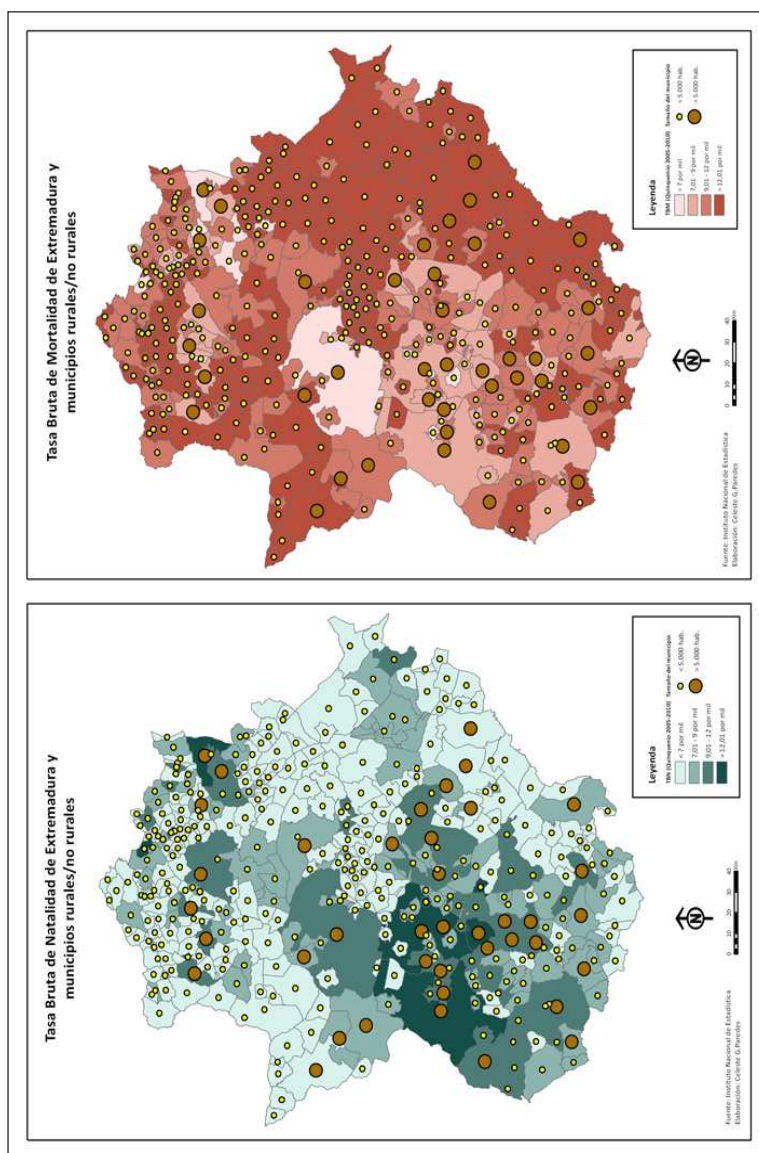 Tasa Bruta de Natalidad de Extremadura y
municipios rurales/no rurales
N
0 10 20 30 40 Km
Fuente: Instituto Nacional de Estadística
Elaboración: Celeste G.Paredes
Leyenda
TBN (Quinquenio 2005-2010) Tamaño del municipio
< 7 por mil < 5.000 hab.
7,01 - 9 por mil > 5.000 hab.
9,01 - 12 por mil
> 12,01 por mil
Tasa Bruta de Mortalidad de Extremadura y
municipios rurales/no rurales
N
0 10 20 30 40 Km
Fuente: Instituto Nacional de Estadística
Elaboración: Celeste G.Paredes
Leyenda
TBM (Quinquenio 2005-2010) Tamaño del municipio
< 7 por mil < 5.000 hab.
7,01 - 9 por mil > 5.000 hab.
9,01 - 12 por mil
> 12,01 por mil